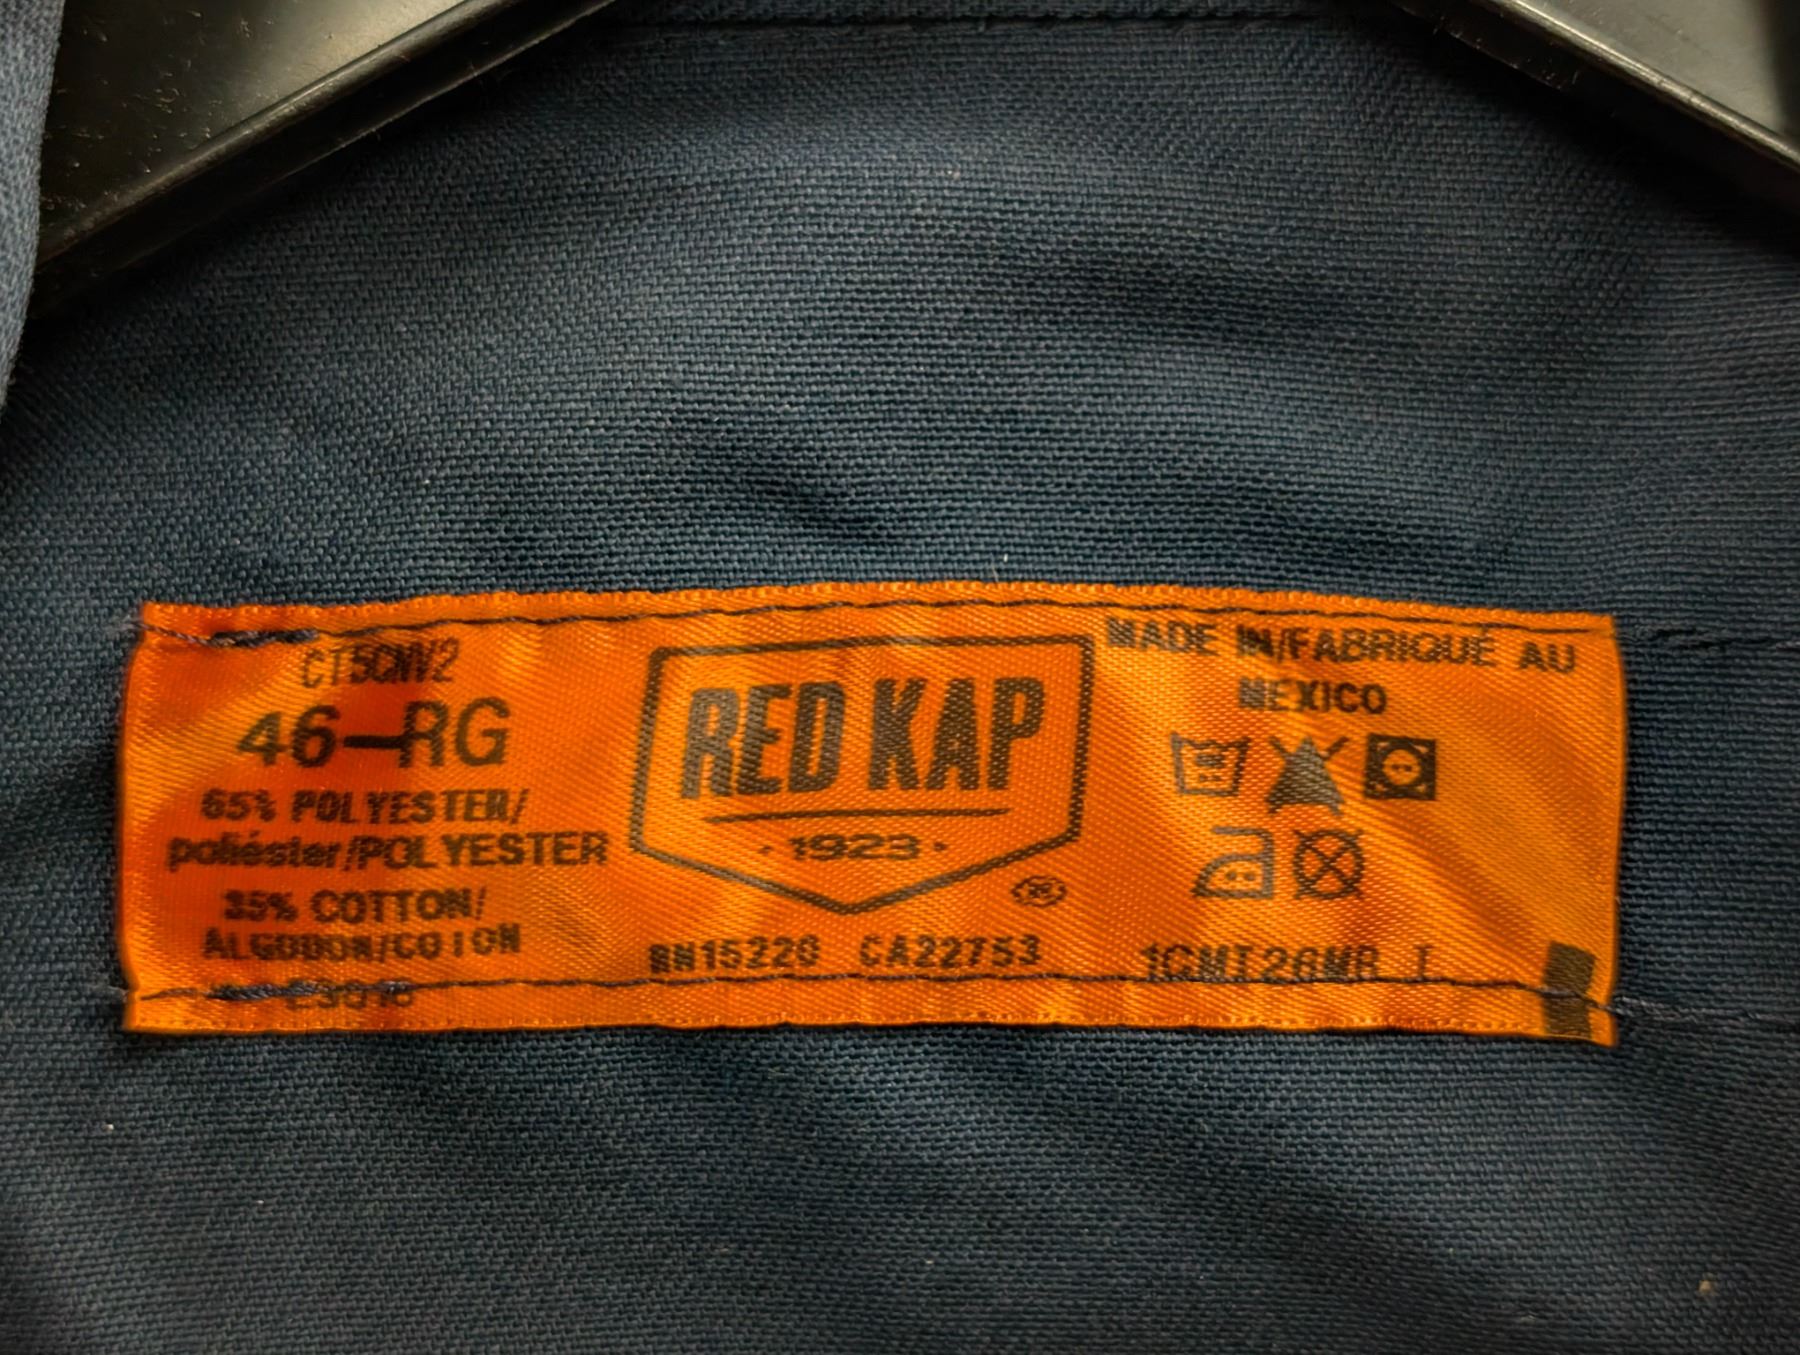 46-RG
65% POLYESTER/
poliéster/POLYESTER
35% COTTON/
ALGODON/COTON
RED KAP
· 1923 ·
RN15220 CA22753
MADE IN/FABRIQUÉ AU
MEXICO